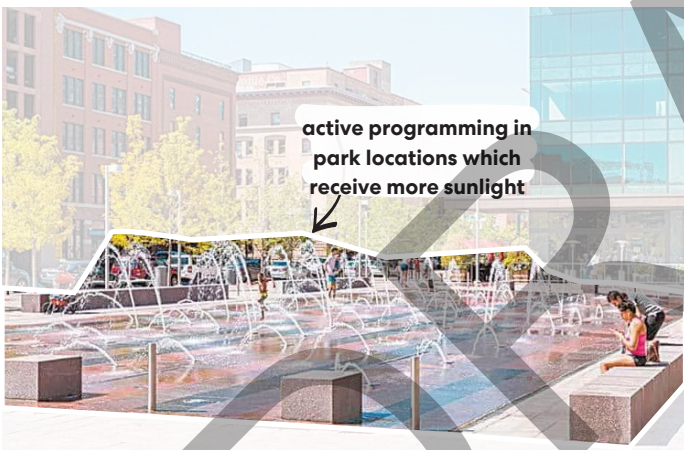 active programming in
park locations which
receive more sunlight